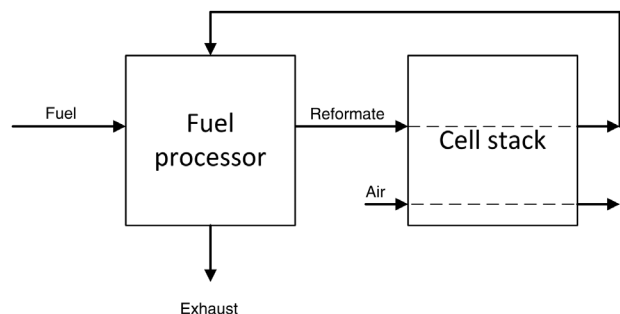 Fuel
Fuel
processor
Reformate
Cell stack
Air
Exhaust